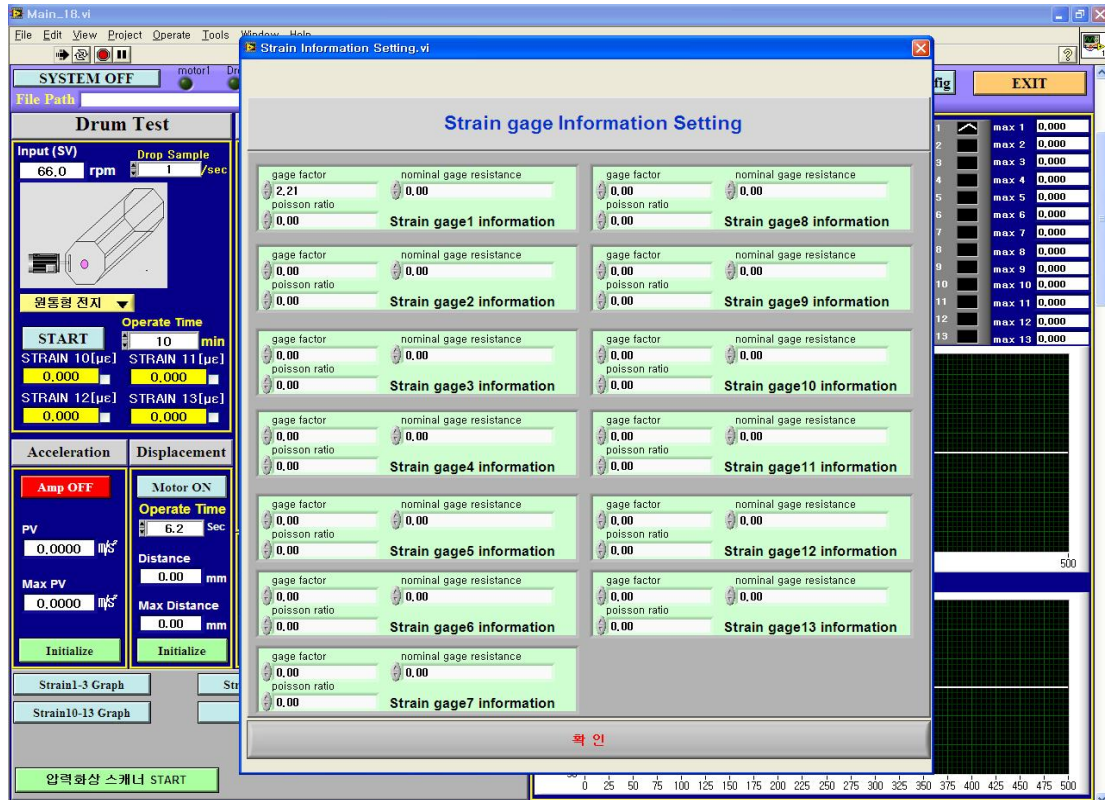 Main_18.vi
File Edit View Project Operate Tools Window Help
SYSTEM OFF
motor1
File Path
EXIT
Drum Test
Input (SV)
Drop Sample
66.0 rpm
1 /sec
원통형 전지
START
Operate Time
10 min
STRAIN 10[με] STRAIN 11[με]
0.000 0.000
STRAIN 12[με] STRAIN 13[με]
0.000 0.000
Acceleration Displacement
Amp OFF
Motor ON
Operate Time
6.2 Sec
PV
0.0000 m/s²
Distance
0.00 mm
Max PV
0.0000 m/s²
Max Distance
0.00 mm
Initialize Initialize
Strain1-3 Graph
Strain10-13 Graph
압력화상 스캐너 START
Strain Information Setting.vi
Strain gage Information Setting
gage factor nominal gage resistance
2.21 0.00
poisson ratio
0.00 Strain gage1 information
gage factor nominal gage resistance
0.00 0.00
poisson ratio
0.00 Strain gage2 information
gage factor nominal gage resistance
0.00 0.00
poisson ratio
0.00 Strain gage3 information
gage factor nominal gage resistance
0.00 0.00
poisson ratio
0.00 Strain gage4 information
gage factor nominal gage resistance
0.00 0.00
poisson ratio
0.00 Strain gage5 information
gage factor nominal gage resistance
0.00 0.00
poisson ratio
0.00 Strain gage6 information
gage factor nominal gage resistance
0.00 0.00
poisson ratio
0.00 Strain gage7 information
gage factor nominal gage resistance
0.00 0.00
poisson ratio
0.00 Strain gage8 information
gage factor nominal gage resistance
0.00 0.00
poisson ratio
0.00 Strain gage9 information
gage factor nominal gage resistance
0.00 0.00
poisson ratio
0.00 Strain gage10 information
gage factor nominal gage resistance
0.00 0.00
poisson ratio
0.00 Strain gage11 information
gage factor nominal gage resistance
0.00 0.00
poisson ratio
0.00 Strain gage12 information
gage factor nominal gage resistance
0.00 0.00
poisson ratio
0.00 Strain gage13 information
확 인
1 max 1 0.000
2 max 2 0.000
3 max 3 0.000
4 max 4 0.000
5 max 5 0.000
6 max 6 0.000
7 max 7 0.000
8 max 8 0.000
9 max 9 0.000
10 max 10 0.000
11 max 11 0.000
12 max 12 0.000
13 max 13 0.000
500
0 25 50 75 100 125 150 175 200 225 250 275 300 325 350 375 400 425 450 475 500